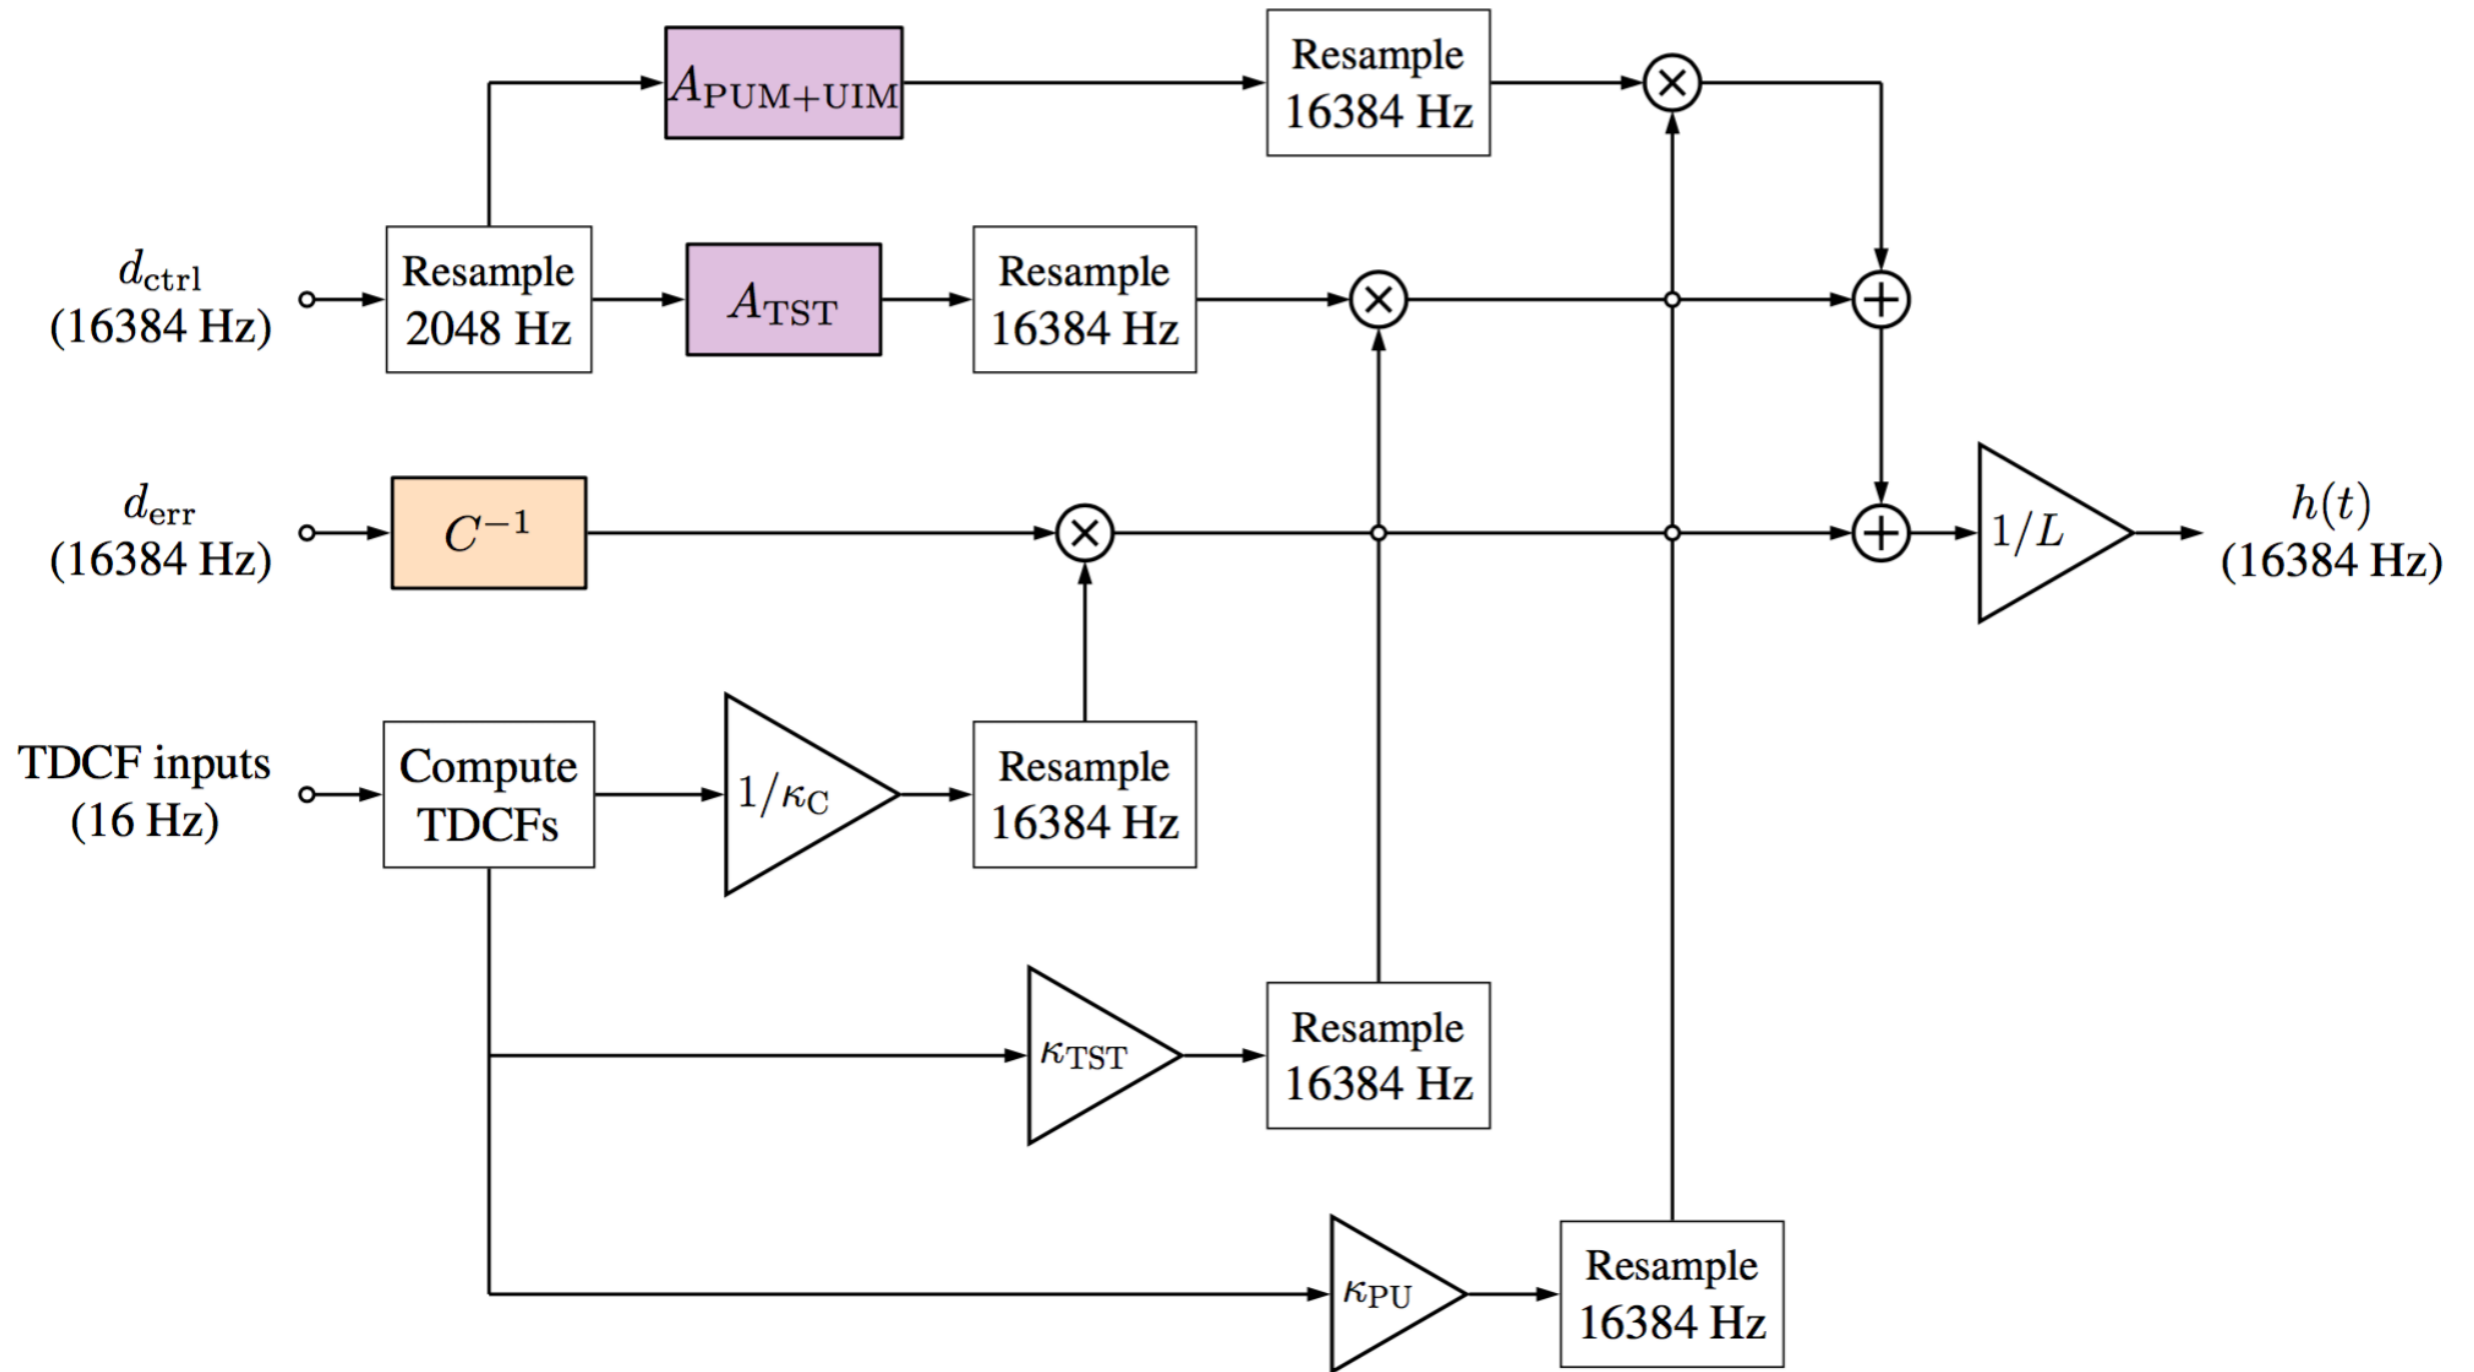 A_PUM+UIM
Resample
16384 Hz
d_ctrl
(16384 Hz)
Resample
2048 Hz
A_TST
Resample
16384 Hz
d_err
(16384 Hz)
C^−1
1/L
h(t)
(16384 Hz)
TDCF inputs
(16 Hz)
Compute
TDCFs
1/κ_C
Resample
16384 Hz
κ_TST
Resample
16384 Hz
κ_PU
Resample
16384 Hz